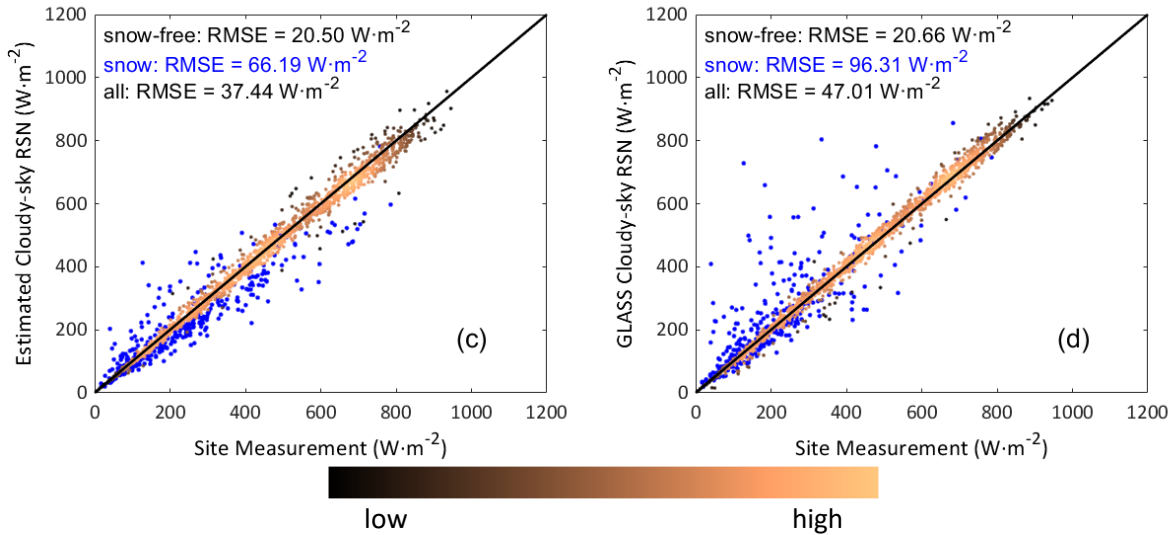 snow-free: RMSE = 20.50 W·m⁻²
snow: RMSE = 66.19 W·m⁻²
all: RMSE = 37.44 W·m⁻²
Estimated Cloudy-sky RSN (W·m⁻²)
1200
1000
800
600
400
200
0
(c)
0 200 400 600 800 1000 1200
Site Measurement (W·m⁻²)
snow-free: RMSE = 20.66 W·m⁻²
snow: RMSE = 96.31 W·m⁻²
all: RMSE = 47.01 W·m⁻²
GLASS Cloudy-sky RSN (W·m⁻²)
1200
1000
800
600
400
200
0
(d)
0 200 400 600 800 1000 1200
Site Measurement (W·m⁻²)
low high